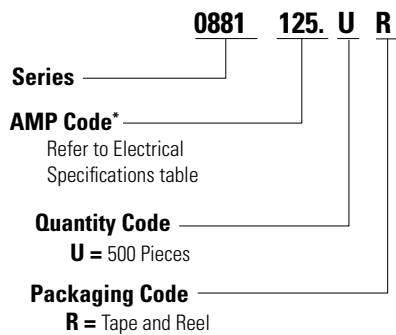 0881 125. U R
Series
AMP Code*
Refer to Electrical
Specifications table
Quantity Code
U = 500 Pieces
Packaging Code
R = Tape and Reel